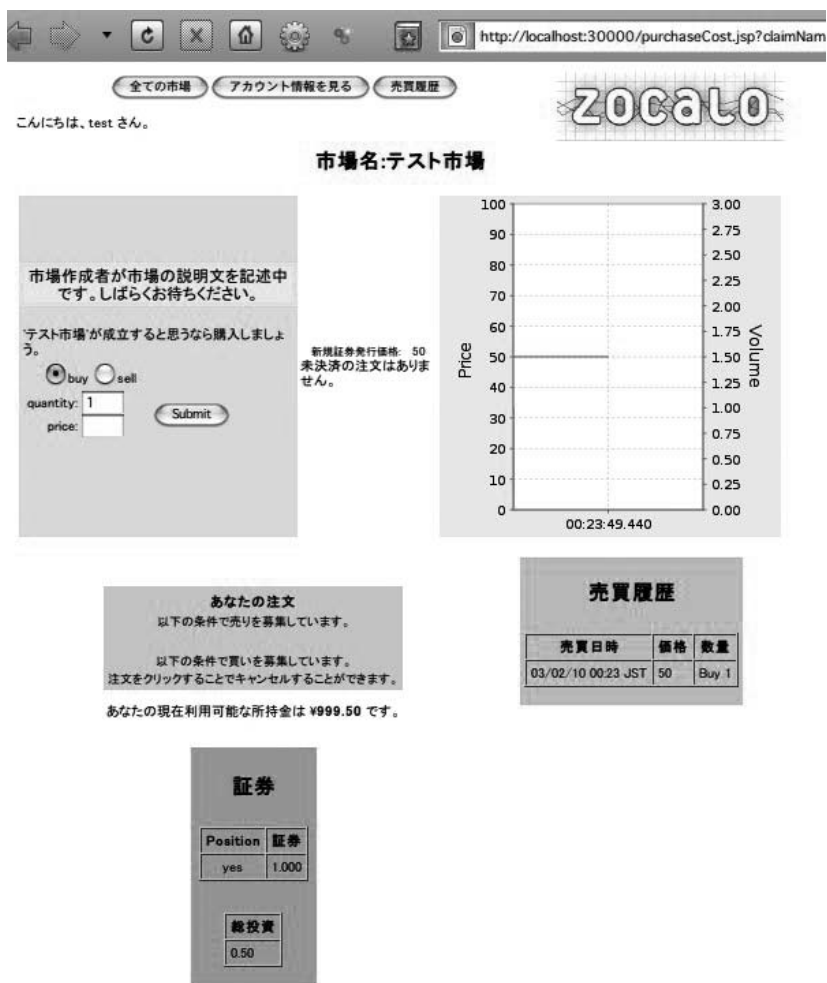 http://localhost:30000/purchaseCost.jsp?claimNam
全ての市場 アカウント情報を見る 売買履歴
zocalo
こんにちは、test さん。
市場名:テスト市場
市場作成者が市場の説明文を記述中
です。しばらくお待ちください。
'テスト市場'が成立すると思うなら購入しましょ
う。
buy sell
quantity: 1
price:
Submit
新規証券発行価格: 50
未決済の注文はありま
せん。
Price
100
90
80
70
60
50
40
30
20
10
0
3.00
2.75
2.50
2.25
2.00
1.75
1.50
1.25
1.00
0.75
0.50
0.25
0.00
Volume
00:23:49.440
あなたの注文
以下の条件で売りを募集しています。
以下の条件で買いを募集しています。
注文をクリックすることでキャンセルすることができます。
あなたの現在利用可能な所持金は ¥999.50 です。
売買履歴
売買日時 価格 数量
03/02/10 00:23 JST 50 Buy 1
証券
Position 証券
yes 1.000
総投資
0.50